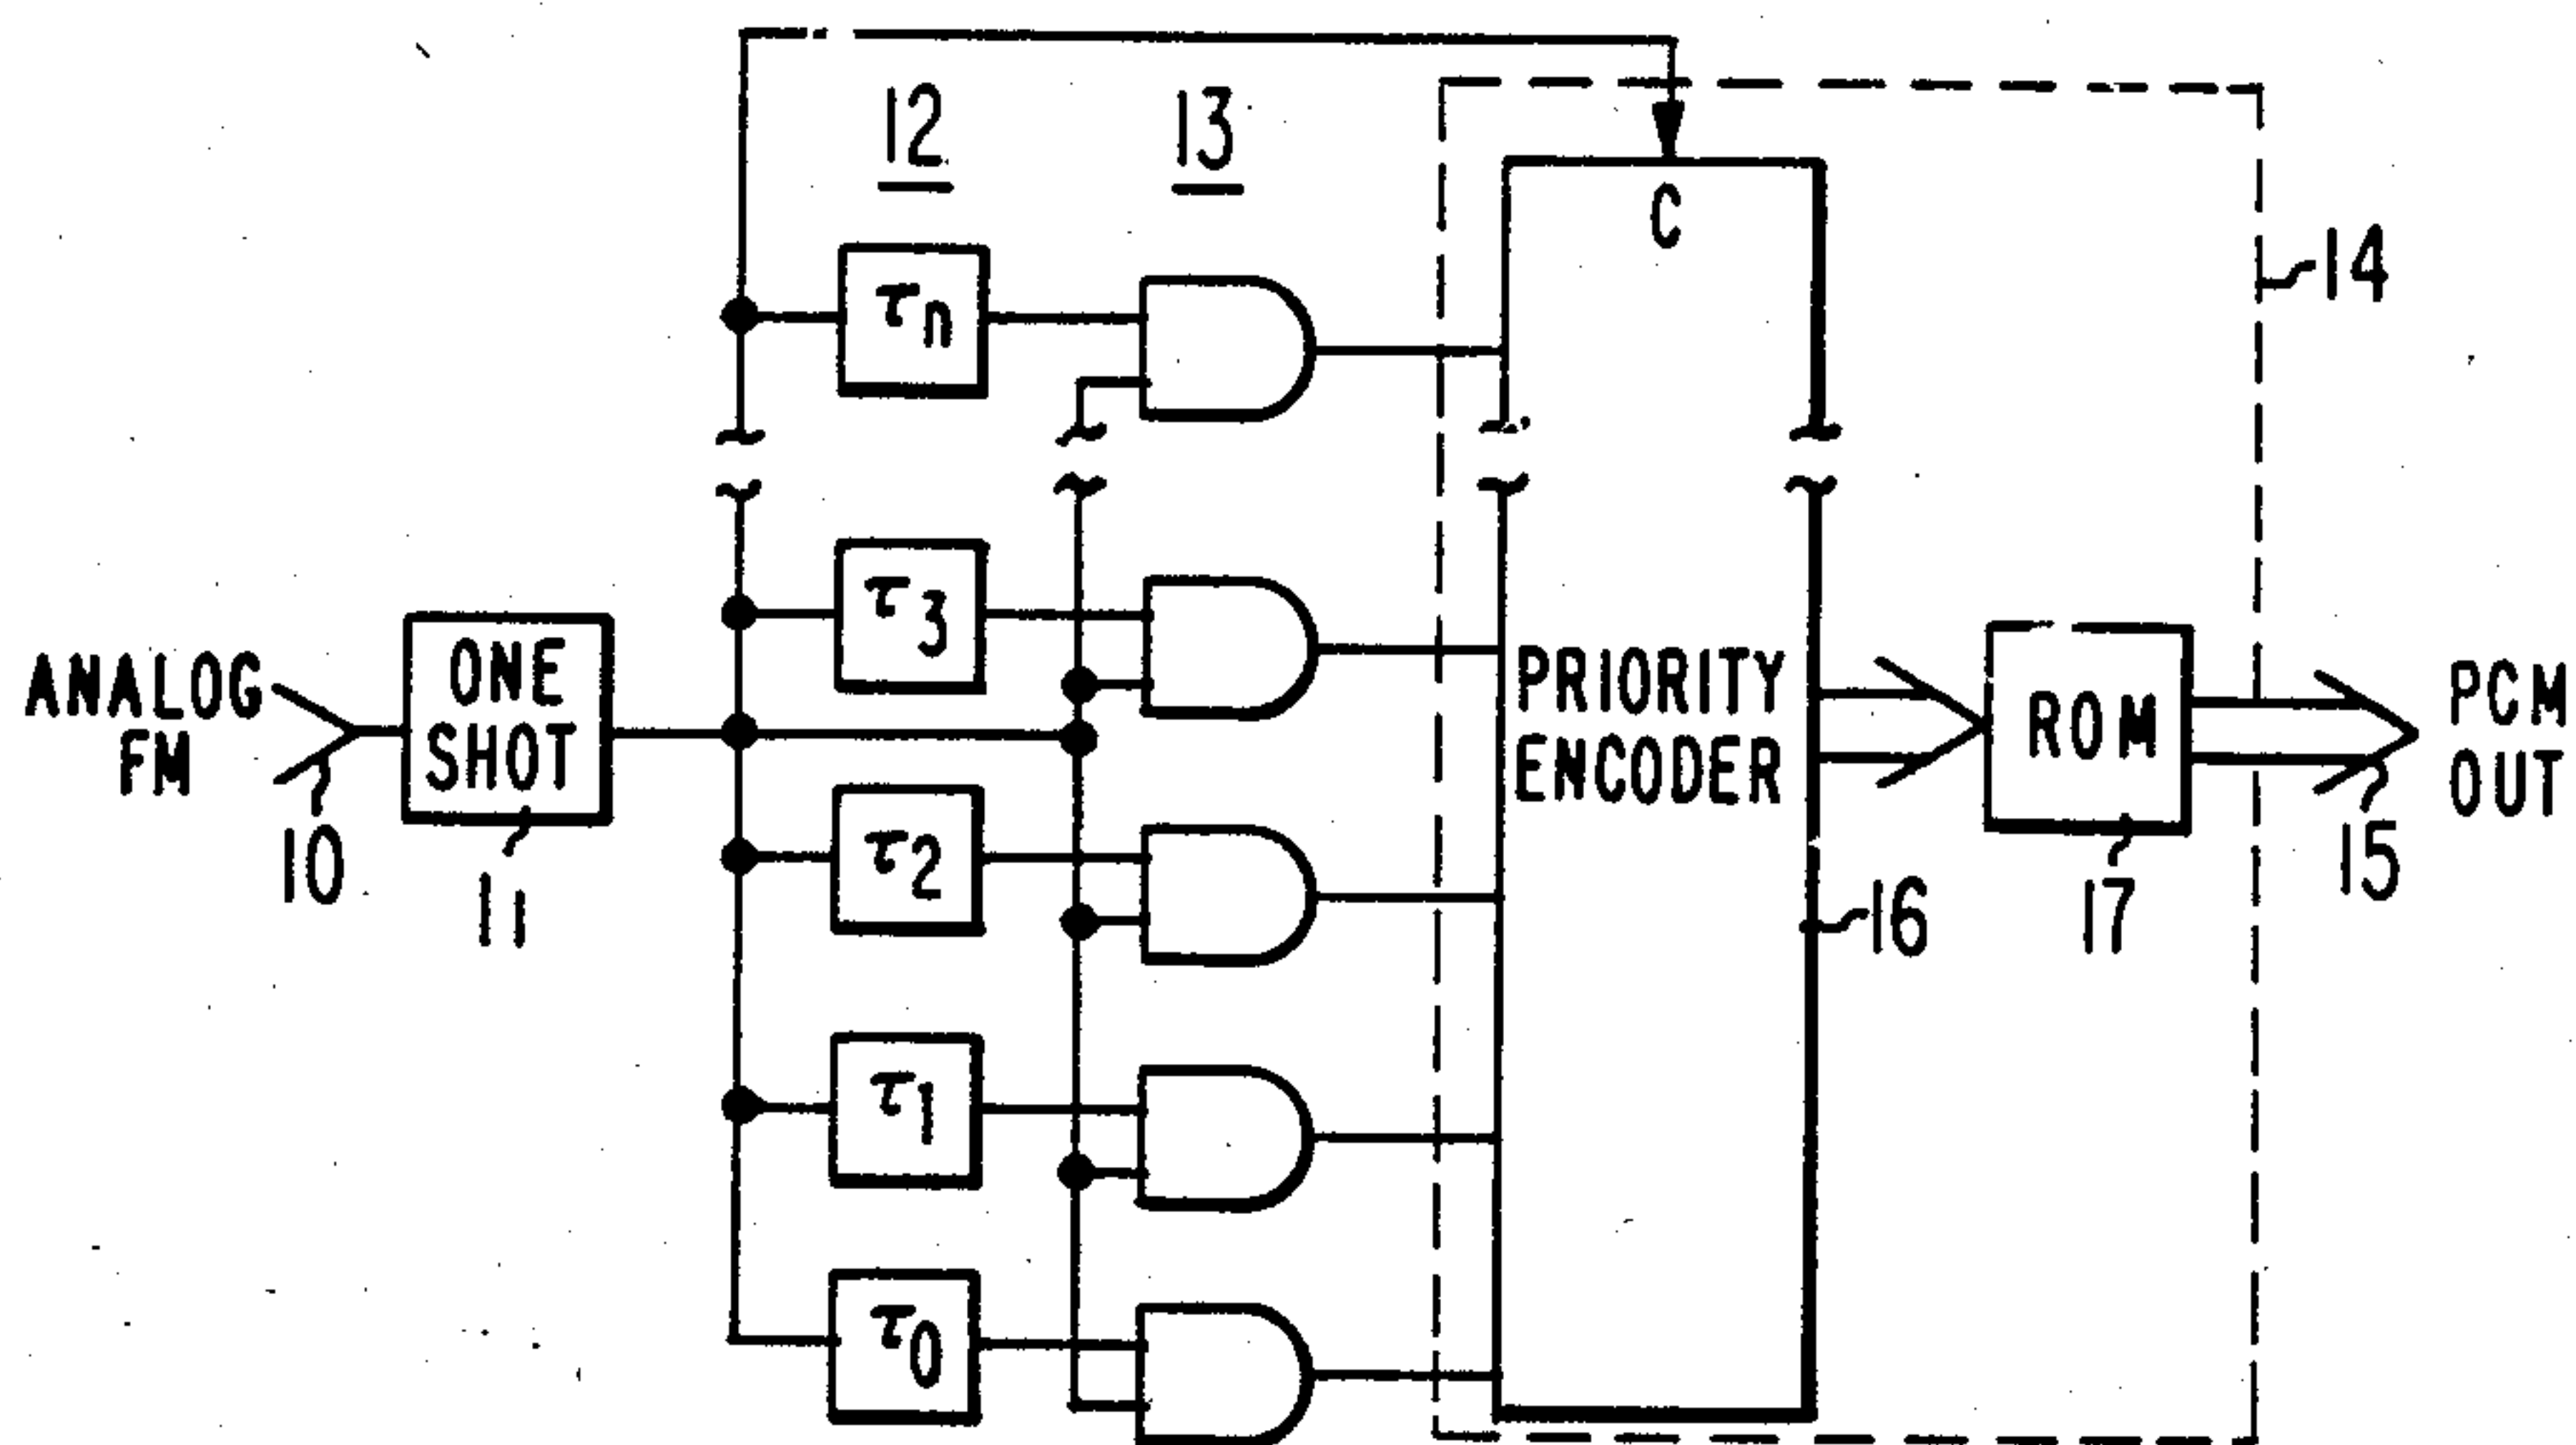 12
13
C
14
τn
τ3
ANALOG
FM
10
ONE
SHOT
11
τ2
τ1
τ0
PRIORITY
ENCODER
16
ROM
17
PCM
OUT
15